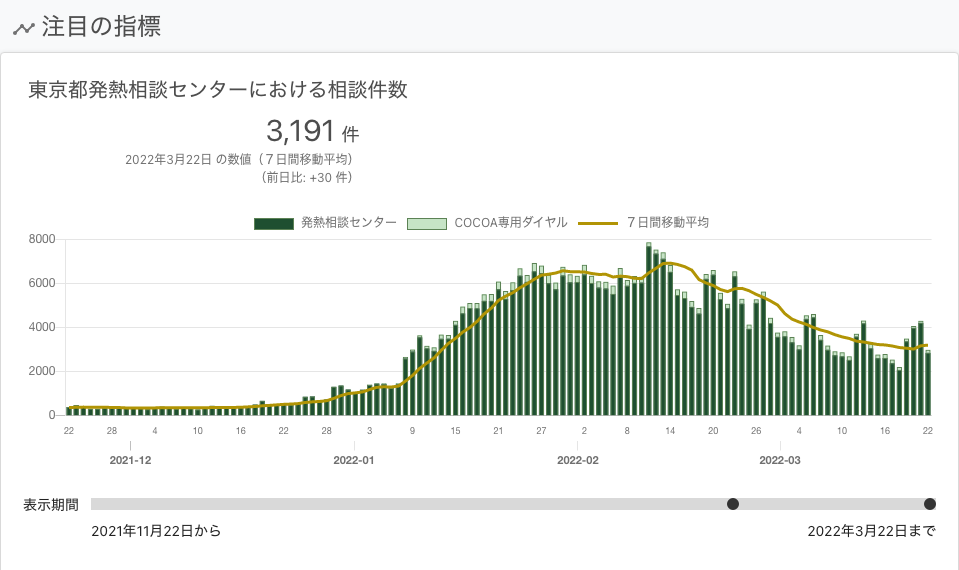 注目の指標
東京都発熱相談センターにおける相談件数
3,191 件
2022年3月22日 の数値（７日間移動平均）
（前日比: +30 件）
発熱相談センター COCOA専用ダイヤル ７日間移動平均
8000
6000
4000
2000
0
22 28 4 10 16 22 28 3 9 15 21 27 2 8 14 20 26 4 10 16 22
2021-12 2022-01 2022-02 2022-03
表示期間
2021年11月22日から 2022年3月22日まで